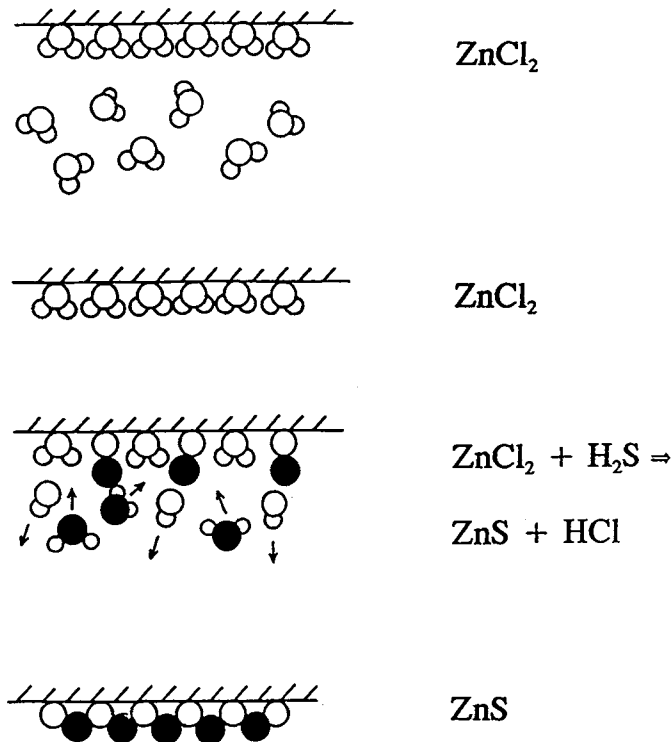 ZnCl₂
ZnCl₂
ZnCl₂ + H₂S ⇒
ZnS + HCl
ZnS